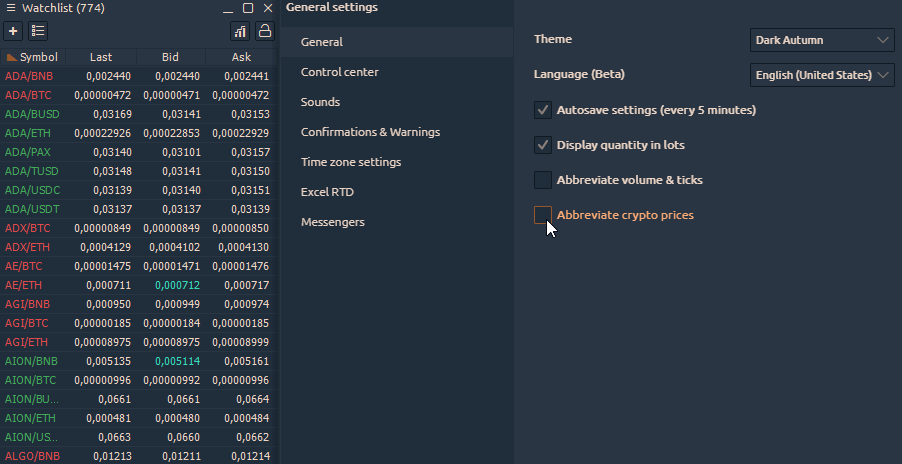 Watchlist (774)
Symbol Last Bid Ask
ADA/BNB 0,002440 0,002440 0,002441
ADA/BTC 0,00000472 0,00000471 0,00000472
ADA/BUSD 0,03169 0,03141 0,03153
ADA/ETH 0,00022926 0,00022853 0,00022929
ADA/PAX 0,03140 0,03101 0,03157
ADA/TUSD 0,03148 0,03141 0,03150
ADA/USDC 0,03139 0,03140 0,03151
ADA/USDT 0,03137 0,03137 0,03139
ADX/BTC 0,00000849 0,00000849 0,00000850
ADX/ETH 0,0004129 0,0004102 0,0004130
AE/BTC 0,00001475 0,00001471 0,00001476
AE/ETH 0,000711 0,000712 0,000717
AGI/BNB 0,000950 0,000949 0,000974
AGI/BTC 0,00000185 0,00000184 0,00000185
AGI/ETH 0,00008975 0,00008975 0,00008999
AION/BNB 0,005135 0,005114 0,005161
AION/BTC 0,00000996 0,00000992 0,00000996
AION/BU... 0,0661 0,0661 0,0664
AION/ETH 0,000481 0,000480 0,000484
AION/US... 0,0663 0,0660 0,0662
ALGO/BNB 0,01213 0,01211 0,01214
General settings
General
Control center
Sounds
Confirmations & Warnings
Time zone settings
Excel RTD
Messengers
Theme Dark Autumn
Language (Beta) English (United States)
Autosave settings (every 5 minutes)
Display quantity in lots
Abbreviate volume & ticks
Abbreviate crypto prices